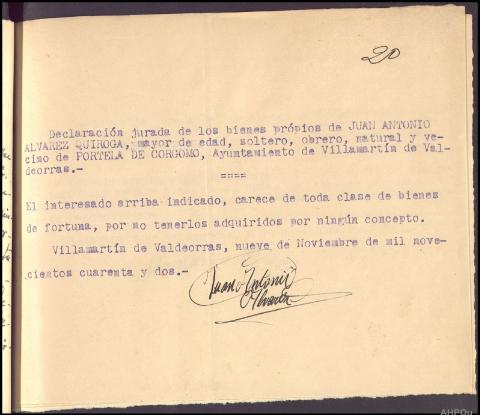 20
Declaración jurada de los bienes própios de JUAN ANTONIO
ALVAREZ QUIROGA, mayor de edad, soltero, obrero, natural y ve-
cino de PORTELA DE CORGOMO, Ayuntamiento de Villamartín de Val-
deorras.-
====
El interesado arriba indicado, carece de toda clase de bienes
de fortuna, por no tenerlos adquiridos por ningún concepto.
Villamartín de Valdeorras, nueve de Noviembre de mil nove-
cientos cuarenta y dos.-
Juan Antonio
Alvarez
AHPOu